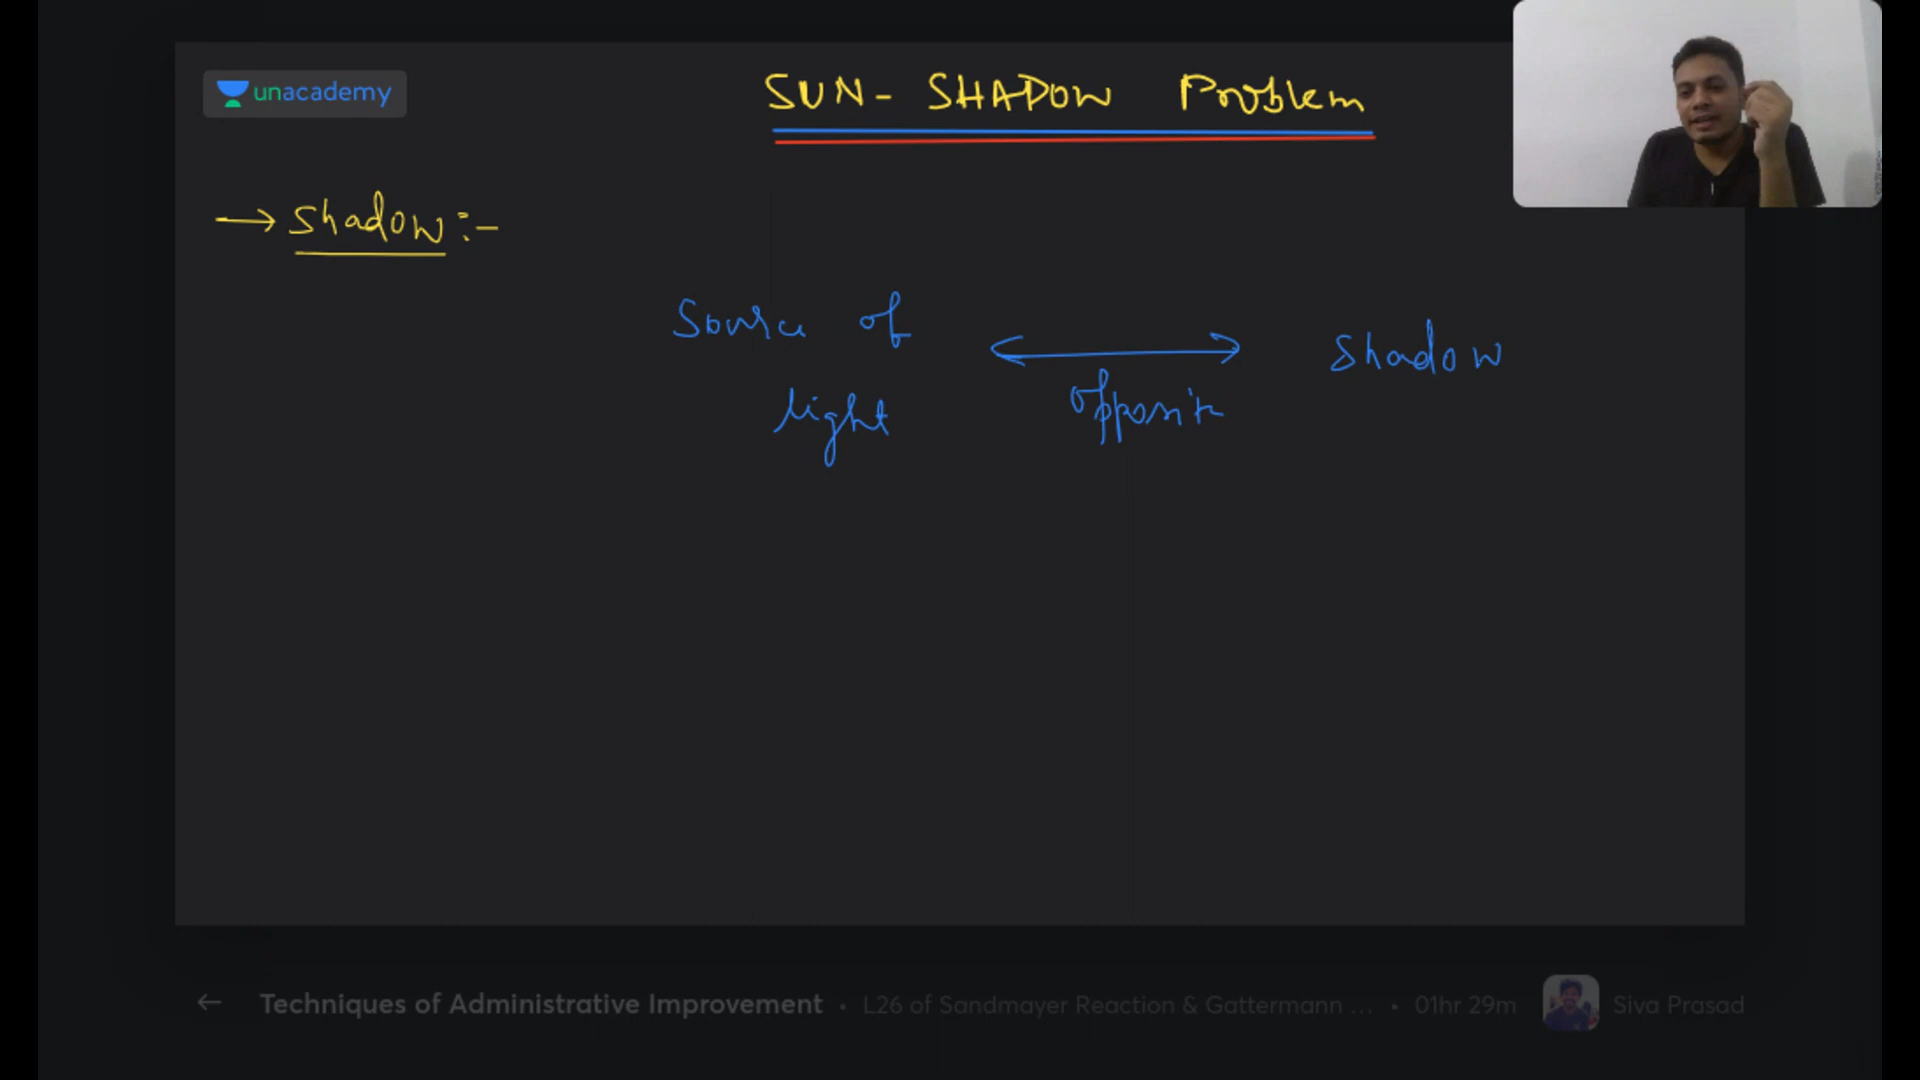 unacademy
SUN- SHADOW Problem
→ Shadow :-
Source of
light
↔
opposite
Shadow
← Techniques of Administrative Improvement • L26 of Sandmayer Reaction & Gattermann ... • 01hr 29m Siva Prasad